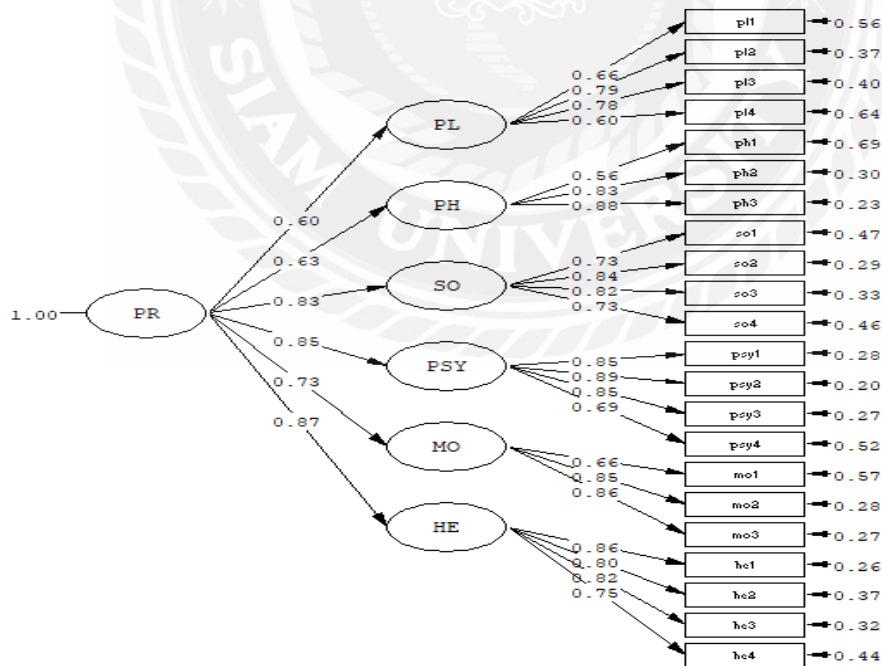 pl1 0.56
pl2 0.37
0.66
0.79
pl3 0.40
0.78
0.60
pl4 0.64
PL
ph1 0.69
0.56
ph2 0.30
0.83
0.88
ph3 0.23
PH
0.60
so1 0.47
0.63
0.73
so2 0.29
0.84
SO
0.82
so3 0.33
0.83
0.73
1.00 PR
so4 0.46
0.85
psy1 0.28
0.85
PSY
0.89
psy2 0.20
0.73
0.85
0.69
psy3 0.27
0.87
psy4 0.52
MO
0.66
mo1 0.57
0.85
0.86
mo2 0.28
HE
mo3 0.27
0.86
he1 0.26
0.80
0.82
he2 0.37
0.75
he3 0.32
he4 0.44
SIAM UNIVERSITY